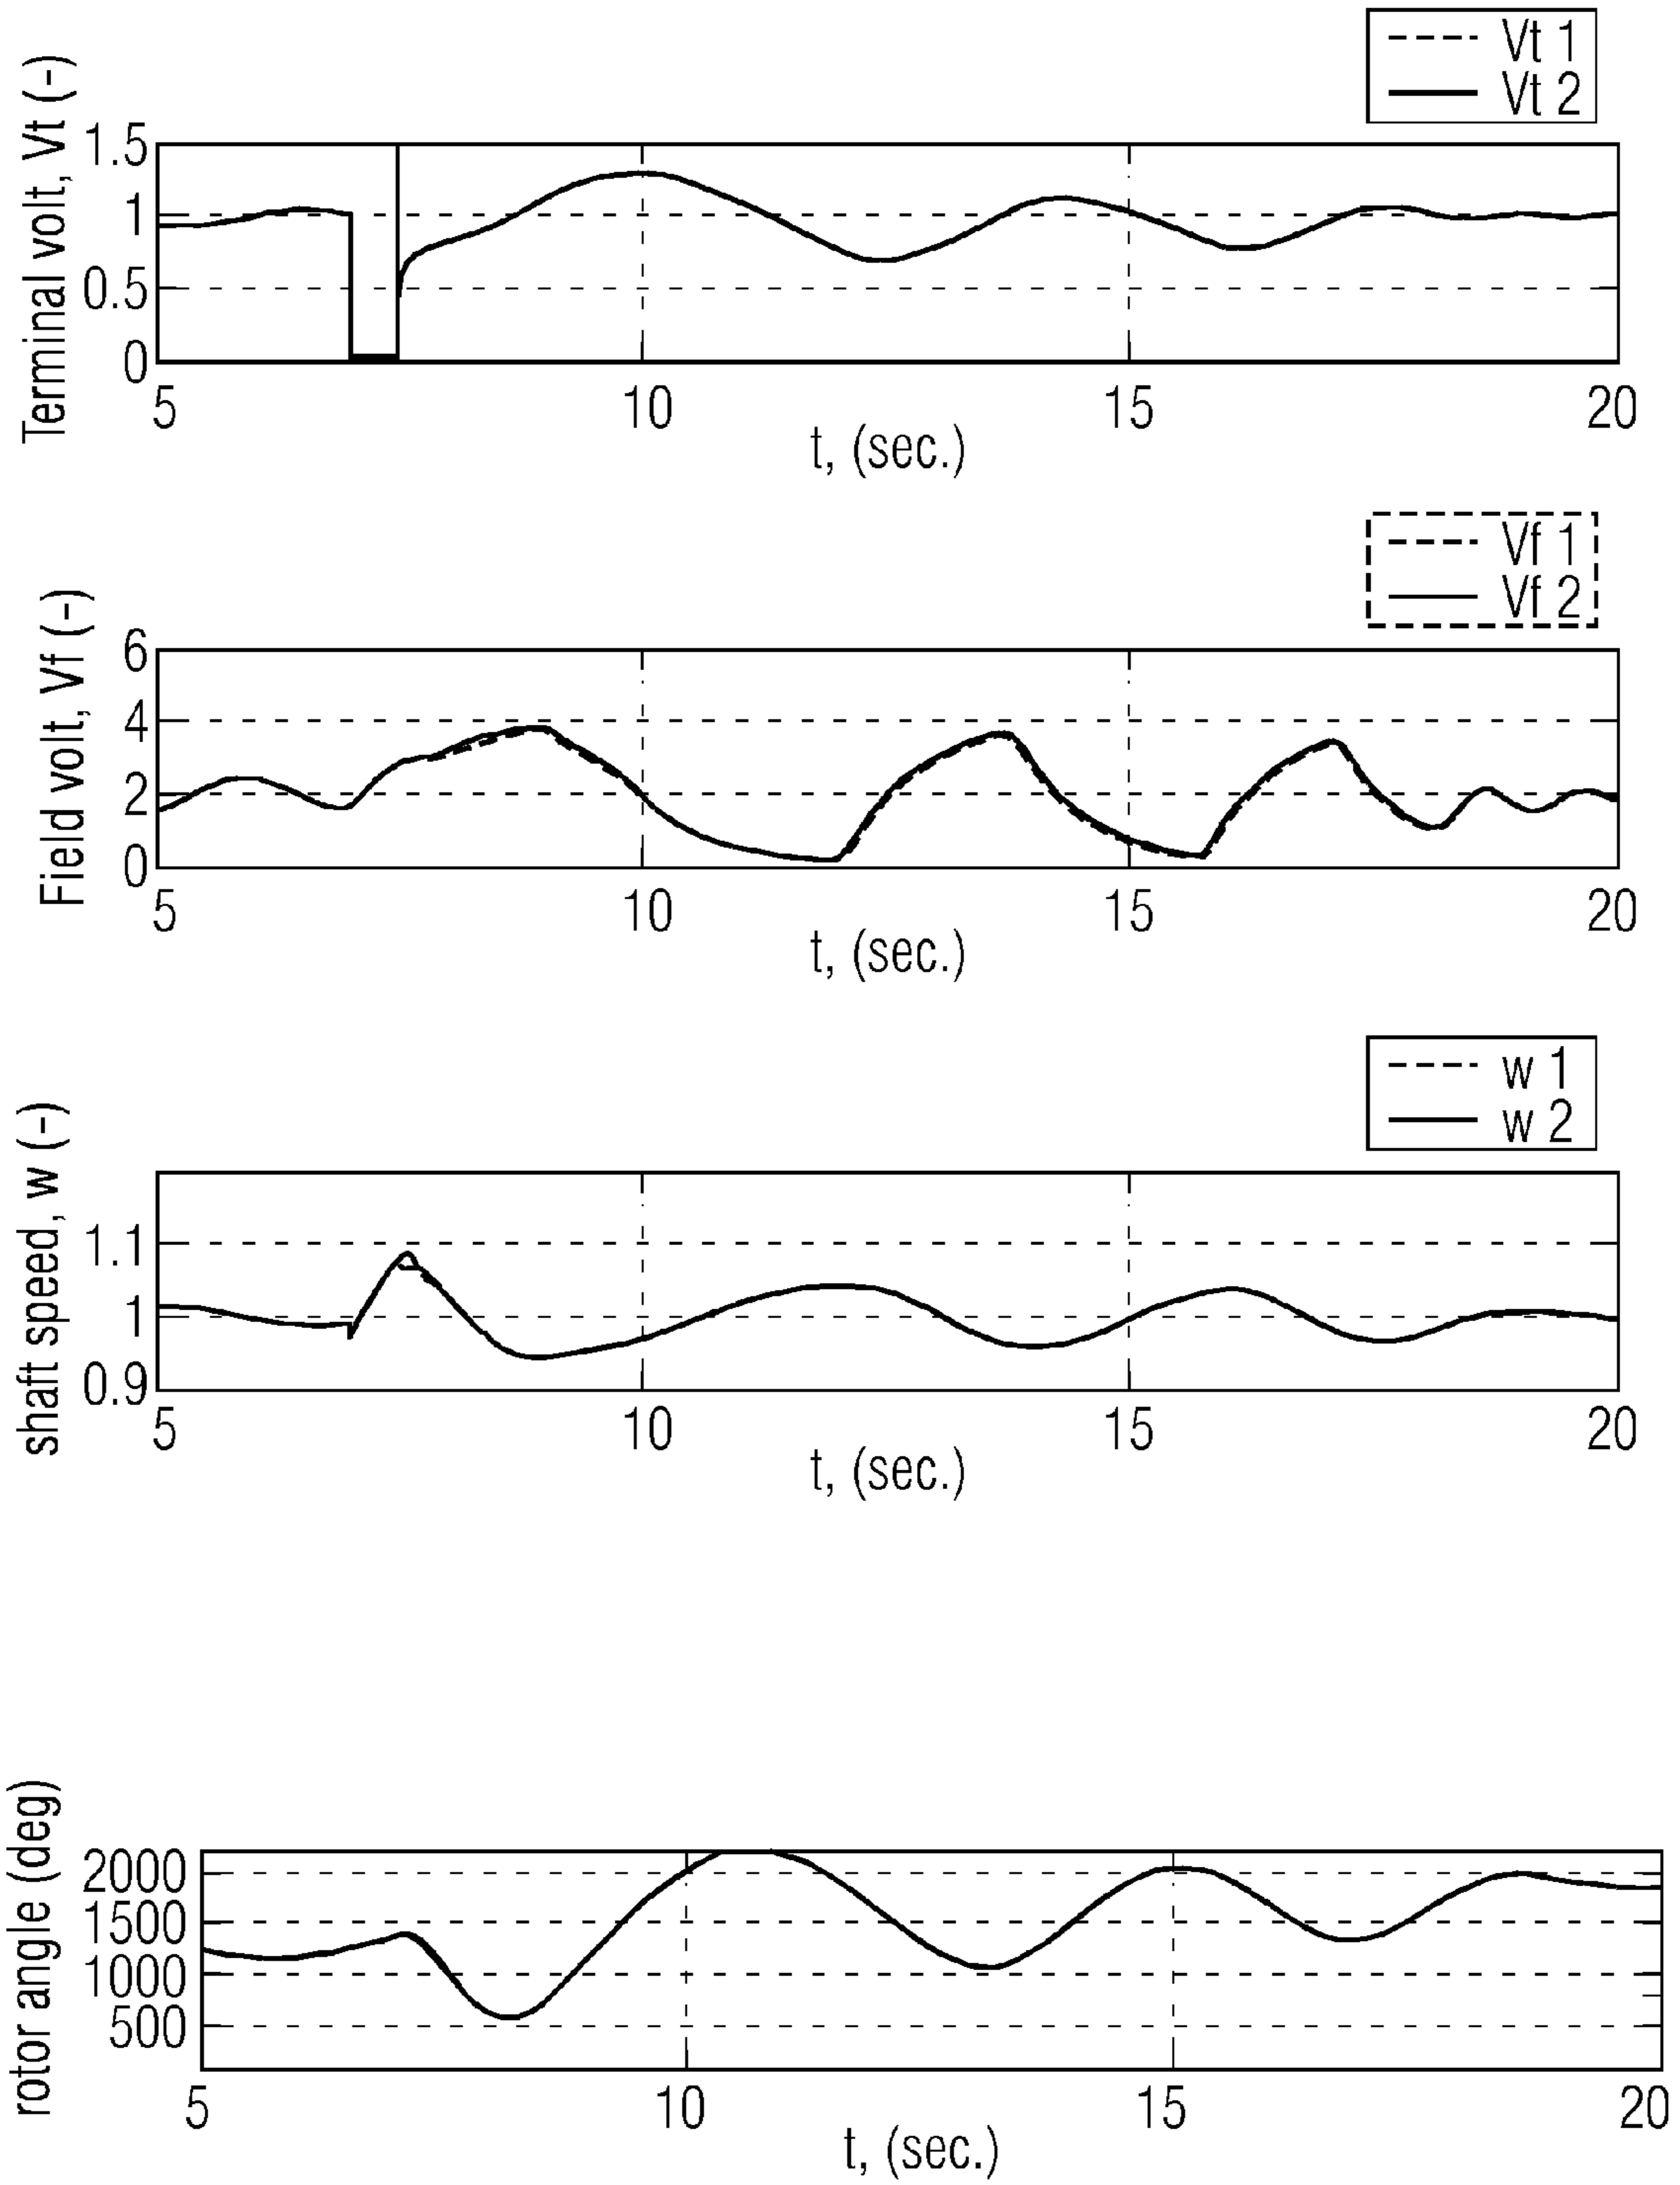 Vt 1
Vt 2
Terminal volt, Vt (-)
1.5
1
0.5
0
5 10 15 20
t, (sec.)
Vf 1
Vf 2
Field volt, Vf (-)
6
4
2
0
5 10 15 20
t, (sec.)
w 1
w 2
shaft speed, w (-)
1.1
1
0.9
5 10 15 20
t, (sec.)
rotor angle (deg)
2000
1500
1000
500
5 10 15 20
t, (sec.)